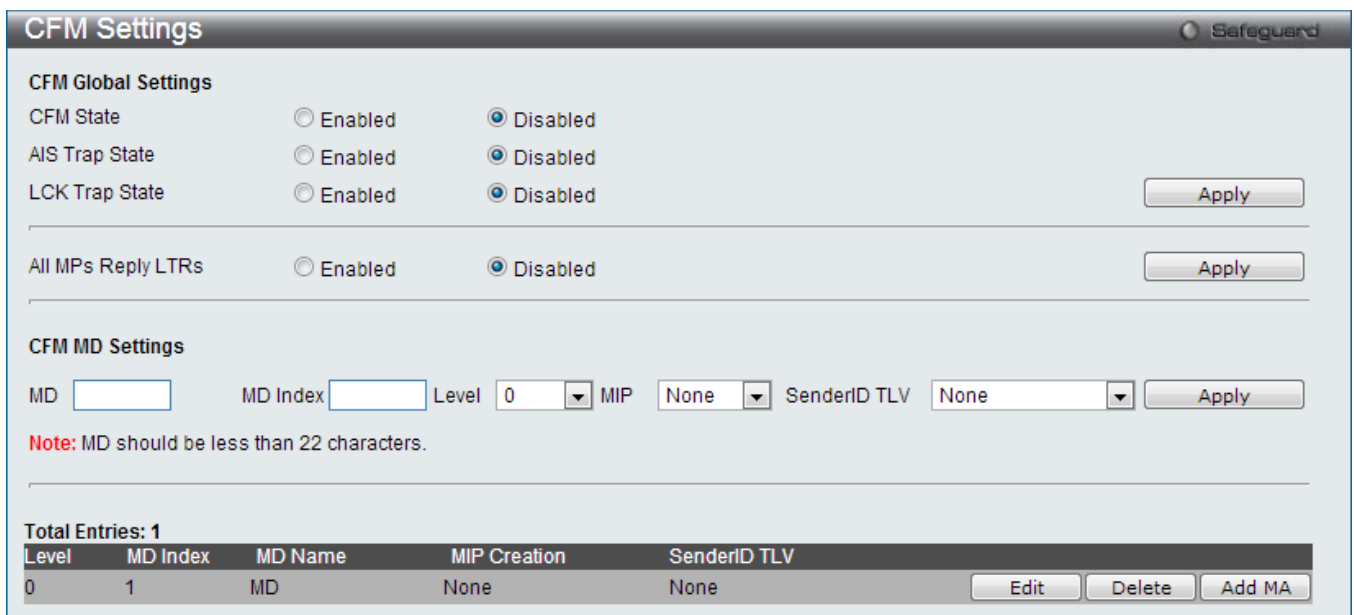 CFM Settings Safeguard
CFM Global Settings
CFM State Enabled Disabled
AIS Trap State Enabled Disabled
LCK Trap State Enabled Disabled Apply
All MPs Reply LTRs Enabled Disabled Apply
CFM MD Settings
MD MD Index Level 0 MIP None SenderID TLV None Apply
Note: MD should be less than 22 characters.
Total Entries: 1
Level MD Index MD Name MIP Creation SenderID TLV
0 1 MD None None Edit Delete Add MA